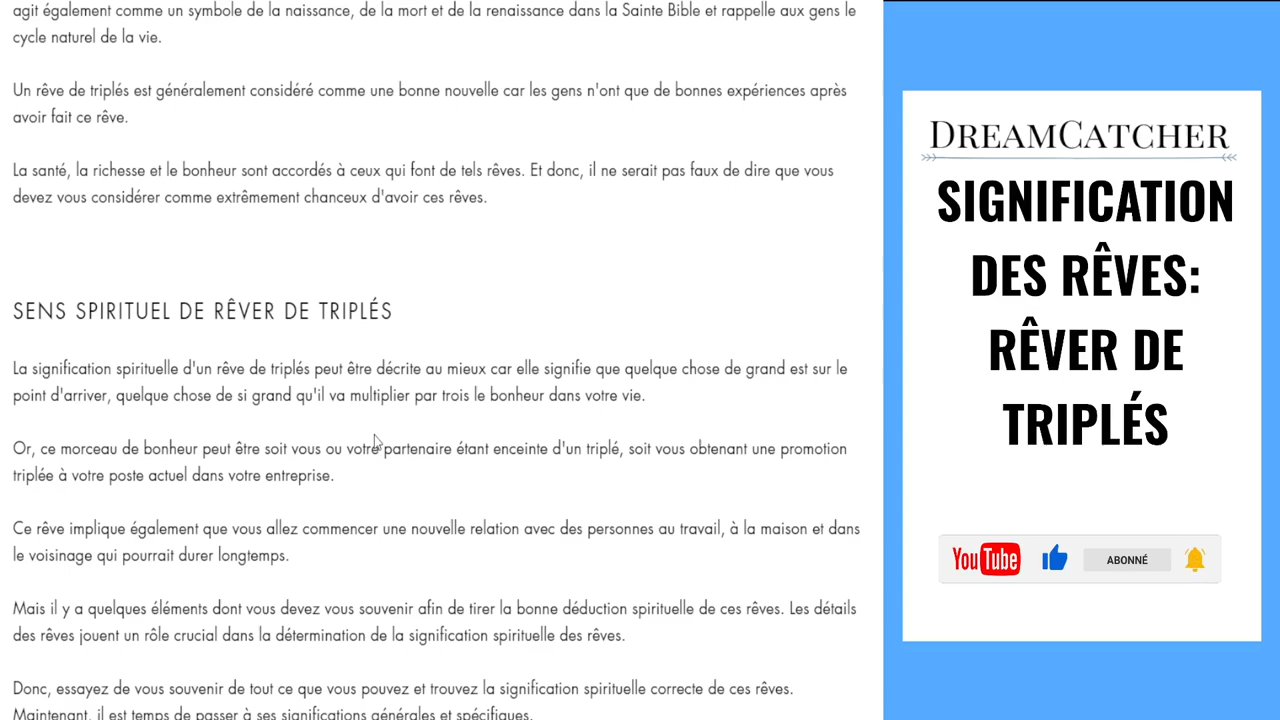 agit également comme un symbole de la naissance, de la mort et de la renaissance dans la Sainte Bible et rappelle aux gens le
cycle naturel de la vie.
Un rêve de triplés est généralement considéré comme une bonne nouvelle car les gens n'ont que de bonnes expériences après
avoir fait ce rêve.
La santé, la richesse et le bonheur sont accordés à ceux qui font de tels rêves. Et donc, il ne serait pas faux de dire que vous
devez vous considérer comme extrêmement chanceux d'avoir ces rêves.
SENS SPIRITUEL DE RÊVER DE TRIPLÉS
La signification spirituelle d'un rêve de triplés peut être décrite au mieux car elle signifie que quelque chose de grand est sur le
point d'arriver, quelque chose de si grand qu'il va multiplier par trois le bonheur dans votre vie.
Or, ce morceau de bonheur peut être soit vous ou votre partenaire étant enceinte d'un triplé, soit vous obtenant une promotion
triplée à votre poste actuel dans votre entreprise.
Ce rêve implique également que vous allez commencer une nouvelle relation avec des personnes au travail, à la maison et dans
le voisinage qui pourrait durer longtemps.
Mais il y a quelques éléments dont vous devez vous souvenir afin de tirer la bonne déduction spirituelle de ces rêves. Les détails
des rêves jouent un rôle crucial dans la détermination de la signification spirituelle des rêves.
Donc, essayez de vous souvenir de tout ce que vous pouvez et trouvez la signification spirituelle correcte de ces rêves.
Maintenant, il est temps de passer à ses significations générales et spécifiques.
DREAMCATCHER
SIGNIFICATION
DES RÊVES:
RÊVER DE
TRIPLÉS
YouTube
ABONNÉ